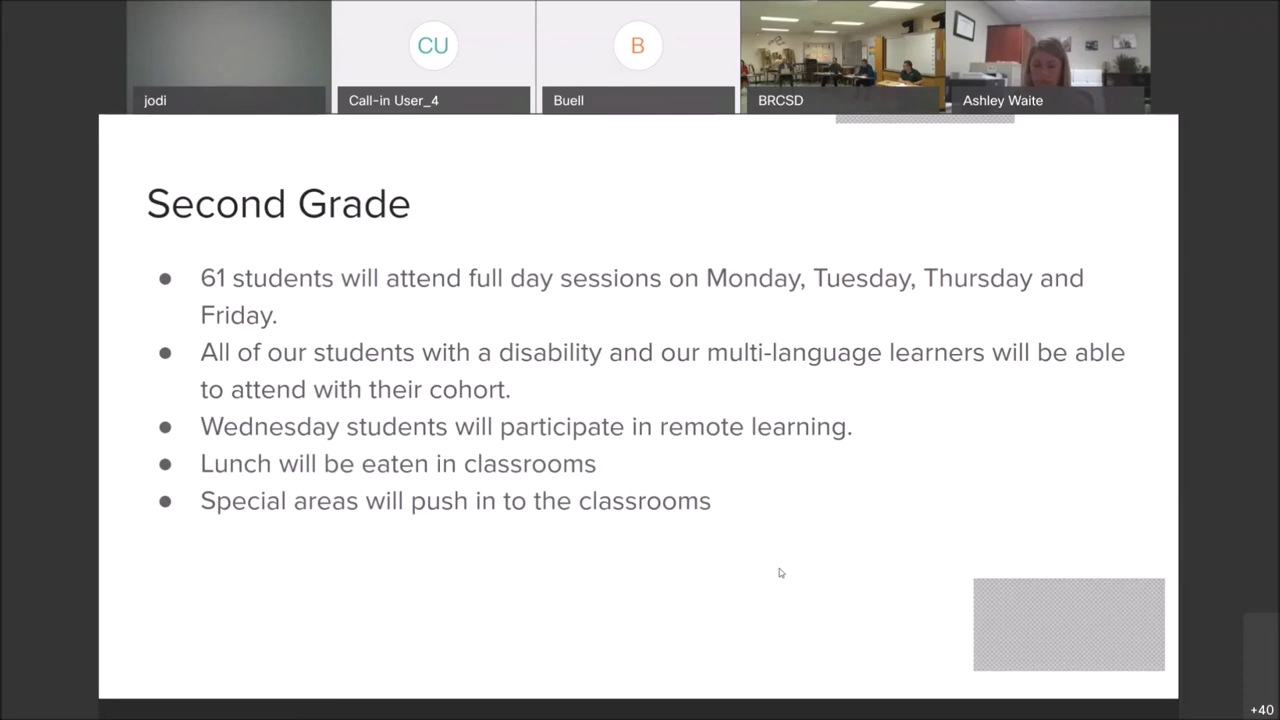 CU
B
jodi
Call-in User_4
Buell
BRCSD
Ashley Waite
Second Grade
● 61 students will attend full day sessions on Monday, Tuesday, Thursday and
Friday.
● All of our students with a disability and our multi-language learners will be able
to attend with their cohort.
● Wednesday students will participate in remote learning.
● Lunch will be eaten in classrooms
● Special areas will push in to the classrooms
+40